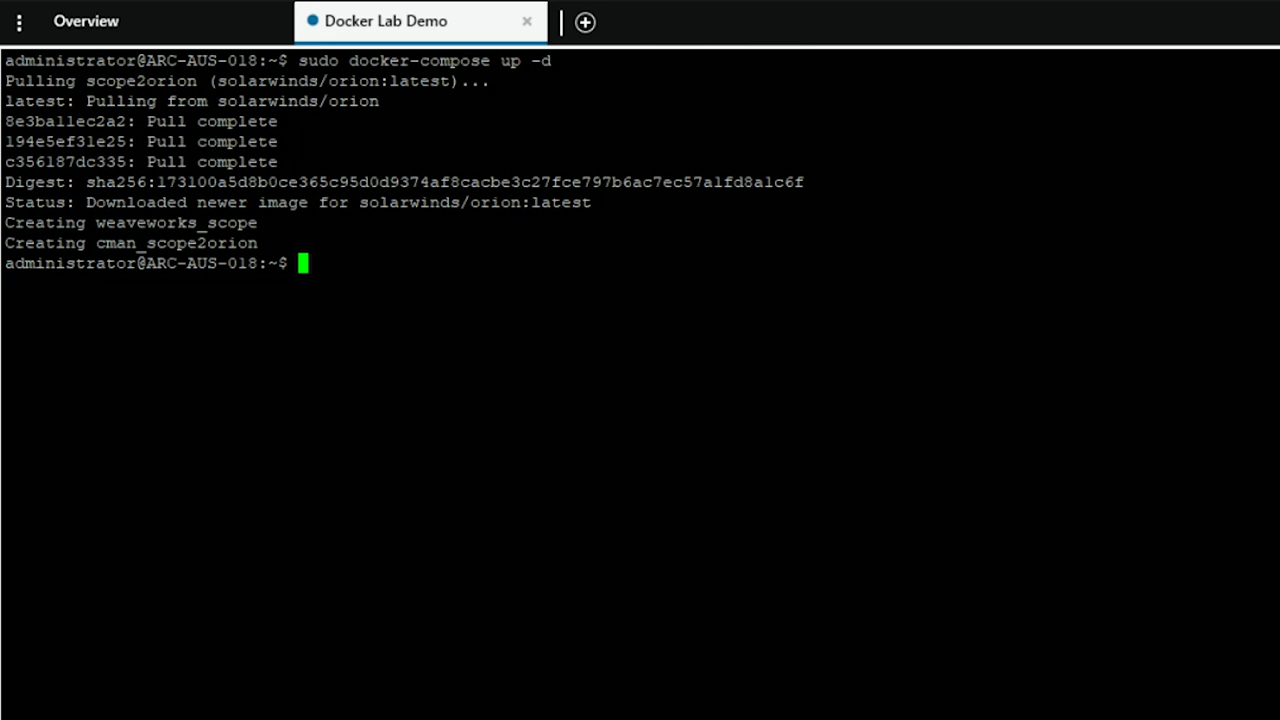 Overview
Docker Lab Demo
administrator@ARC-AUS-018:~$ sudo docker-compose up -d
Pulling scope2orion (solarwinds/orion:latest)...
latest: Pulling from solarwinds/orion
8e3ba11ec2a2: Pull complete
194e5ef31e25: Pull complete
c356187dc335: Pull complete
Digest: sha256:173100a5d8b0ce365c95d0d9374af8cacbe3c27fce797b6ac7ec57a1fd8a1c6f
Status: Downloaded newer image for solarwinds/orion:latest
Creating weaveworks_scope
Creating cman_scope2orion
administrator@ARC-AUS-018:~$